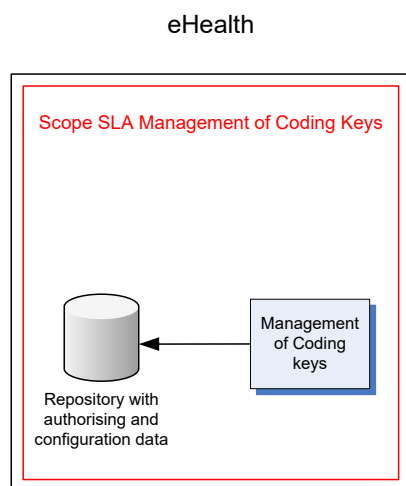 eHealth
Scope SLA Management of Coding Keys
Management
of Coding
keys
Repository with
authorising and
configuration data